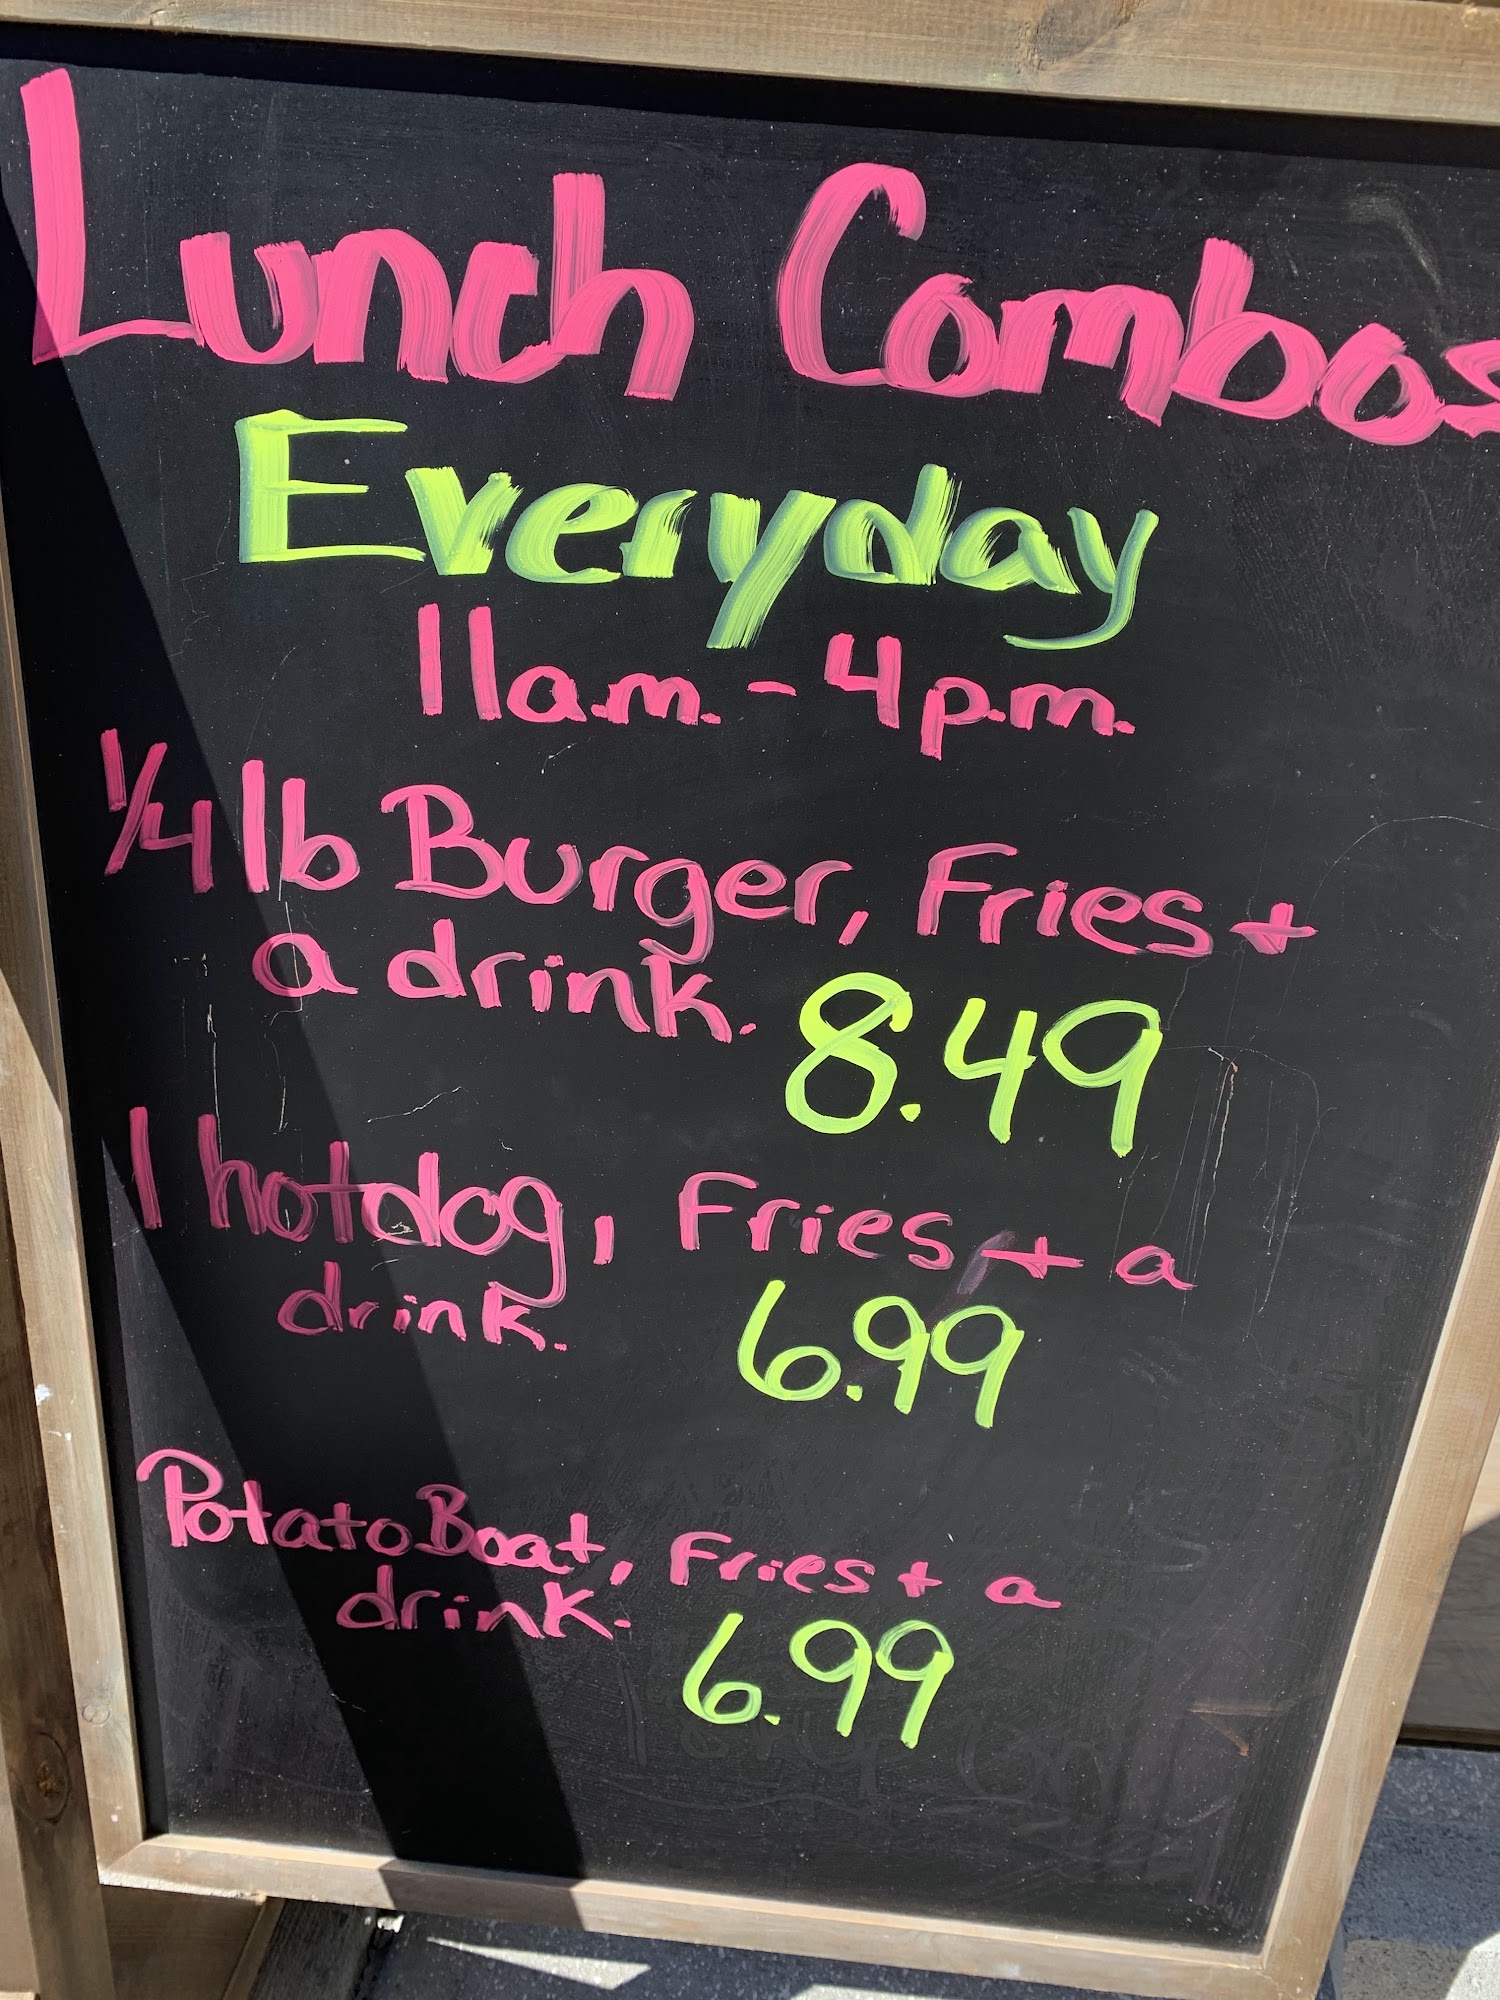 Lunch Combos
Everyday
11a.m. - 4p.m.
1/4 lb Burger, Fries +
a drink. 8.49
1 hotdog, Fries + a
drink. 6.99
Potato Boat, Fries + a
drink. 6.99